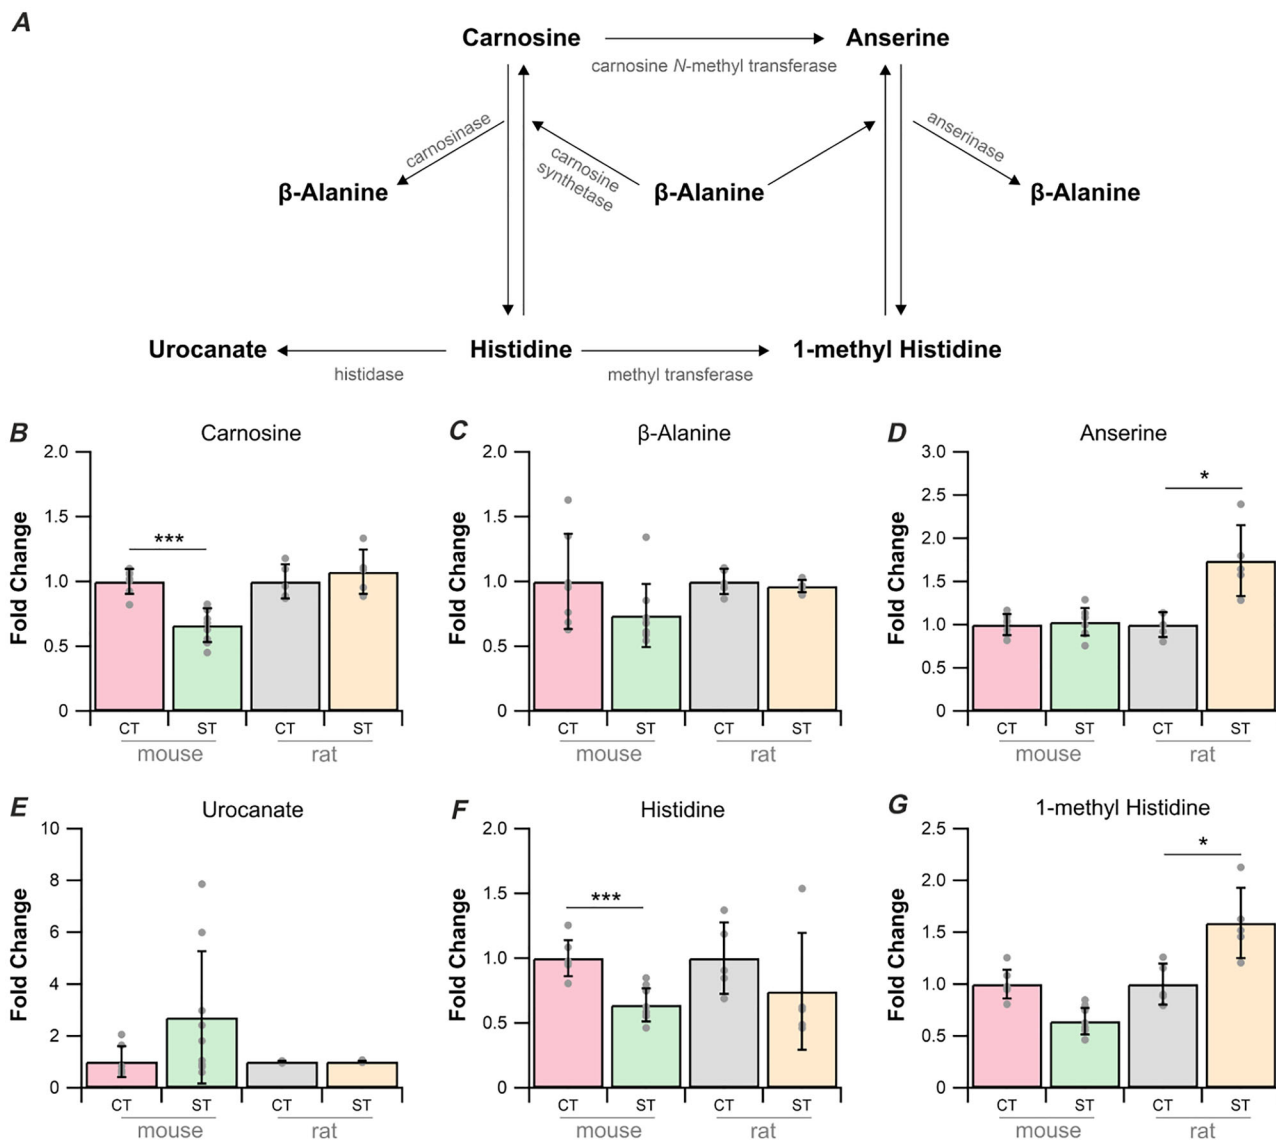 A
Carnosine
Anserine
carnosine N-methyl transferase
carnosinase
carnosine
synthetase
anserinase
β-Alanine
β-Alanine
β-Alanine
Urocanate
Histidine
1-methyl Histidine
histidase
methyl transferase
B
Carnosine
Fold Change
2.0
1.5
1.0
0.5
0
***
CT
ST
CT
ST
mouse
rat
C
β-Alanine
Fold Change
2.0
1.5
1.0
0.5
0
CT
ST
CT
ST
mouse
rat
D
Anserine
Fold Change
3.0
2.5
2.0
1.5
1.0
0.5
0
*
CT
ST
CT
ST
mouse
rat
E
Urocanate
Fold Change
10
8
6
4
2
0
CT
ST
CT
ST
mouse
rat
F
Histidine
Fold Change
2.0
1.5
1.0
0.5
0
***
CT
ST
CT
ST
mouse
rat
G
1-methyl Histidine
Fold Change
2.5
2.0
1.5
1.0
0.5
0
*
CT
ST
CT
ST
mouse
rat